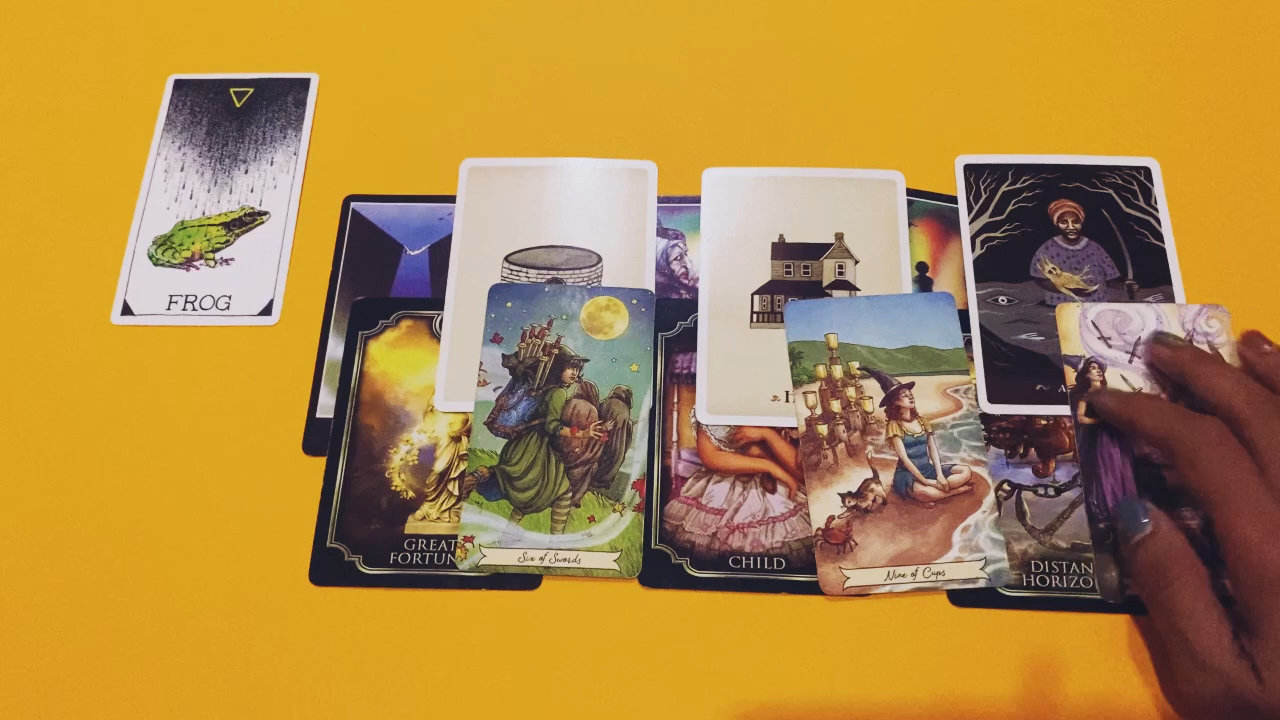 FROG
GREAT
FORTUN
Six of Swords
CHILD
Nine of Cups
DISTAN
HORIZO